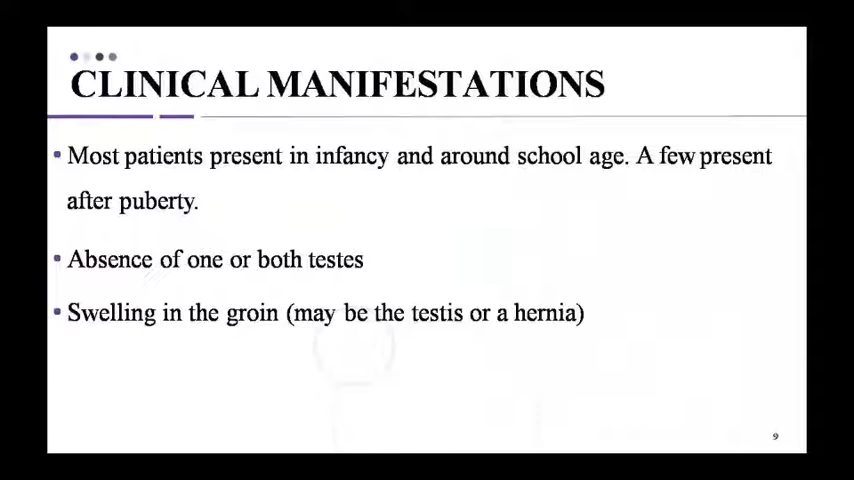 CLINICAL MANIFESTATIONS
• Most patients present in infancy and around school age. A few present
after puberty.
• Absence of one or both testes
• Swelling in the groin (may be the testis or a hernia)
9